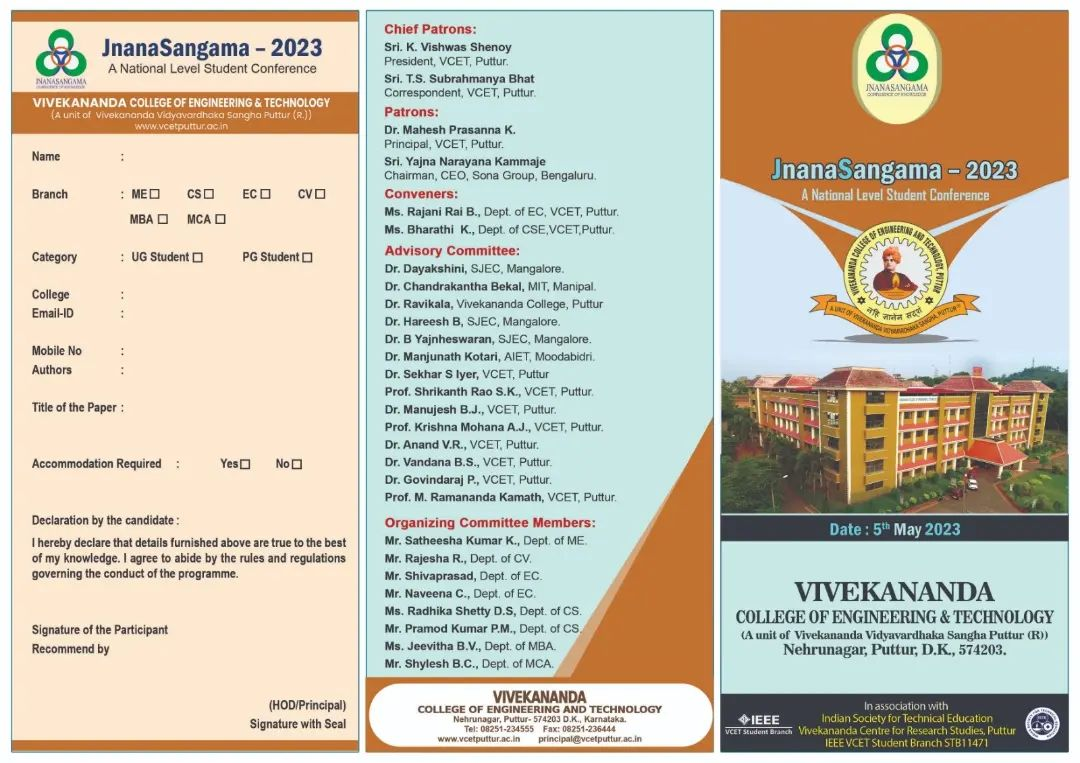 JNANASANGAMA
CONFLUENCE OF KNOWLEDGE
JnanaSangama – 2023
A National Level Student Conference
VIVEKANANDA COLLEGE OF ENGINEERING & TECHNOLOGY
(A unit of Vivekananda Vidyavardhaka Sangha Puttur (R.))
www.vcetputtur.ac.in
Name :
Branch : ME CS EC CV
MBA MCA
Category : UG Student PG Student
College :
Email-ID :
Mobile No :
Authors :
Title of the Paper :
Accommodation Required : Yes No
Declaration by the candidate :
I hereby declare that details furnished above are true to the best
of my knowledge. I agree to abide by the rules and regulations
governing the conduct of the programme.
Signature of the Participant
Recommend by
(HOD/Principal)
Signature with Seal
Chief Patrons:
Sri. K. Vishwas Shenoy
President, VCET, Puttur.
Sri. T.S. Subrahmanya Bhat
Correspondent, VCET, Puttur.
Patrons:
Dr. Mahesh Prasanna K.
Principal, VCET, Puttur.
Sri. Yajna Narayana Kammaje
Chairman, CEO, Sona Group, Bengaluru.
Conveners:
Ms. Rajani Rai B., Dept. of EC, VCET, Puttur.
Ms. Bharathi K., Dept. of CSE,VCET,Puttur.
Advisory Committee:
Dr. Dayakshini, SJEC, Mangalore.
Dr. Chandrakantha Bekal, MIT, Manipal.
Dr. Ravikala, Vivekananda College, Puttur
Dr. Hareesh B, SJEC, Mangalore.
Dr. B Yajnheswaran, SJEC, Mangalore.
Dr. Manjunath Kotari, AIET, Moodabidri.
Dr. Sekhar S Iyer, VCET, Puttur
Prof. Shrikanth Rao S.K., VCET, Puttur.
Dr. Manujesh B.J., VCET, Puttur.
Prof. Krishna Mohana A.J., VCET, Puttur.
Dr. Anand V.R., VCET, Puttur.
Dr. Vandana B.S., VCET, Puttur.
Dr. Govindaraj P., VCET, Puttur.
Prof. M. Ramananda Kamath, VCET, Puttur.
Organizing Committee Members:
Mr. Satheesha Kumar K., Dept. of ME.
Mr. Rajesha R., Dept. of CV.
Mr. Shivaprasad, Dept. of EC.
Mr. Naveena C., Dept. of EC.
Ms. Radhika Shetty D.S, Dept. of CS.
Mr. Pramod Kumar P.M., Dept. of CS.
Ms. Jeevitha B.V., Dept. of MBA.
Mr. Shylesh B.C., Dept. of MCA.
VIVEKANANDA
COLLEGE OF ENGINEERING AND TECHNOLOGY
Nehrunagar, Puttur- 574203 D.K., Karnataka.
Tel: 08251-234555 Fax: 08251-236444
www.vcetputtur.ac.in principal@vcetputtur.ac.in
JNANASANGAMA
CONFLUENCE OF KNOWLEDGE
JnanaSangama – 2023
A National Level Student Conference
VIVEKANANDA COLLEGE OF ENGINEERING AND TECHNOLOGY, PUTTUR
नहि ज्ञानेन सदृशं
A UNIT OF VIVEKANANDA VIDYAVARDHAKA SANGHA, PUTTUR
Date : 5th May 2023
VIVEKANANDA
COLLEGE OF ENGINEERING & TECHNOLOGY
(A unit of Vivekananda Vidyavardhaka Sangha Puttur (R))
Nehrunagar, Puttur, D.K., 574203.
In association with
IEEE
VCET Student Branch
Indian Society for Technical Education
Vivekananda Centre for Research Studies, Puttur
IEEE VCET Student Branch STB11471